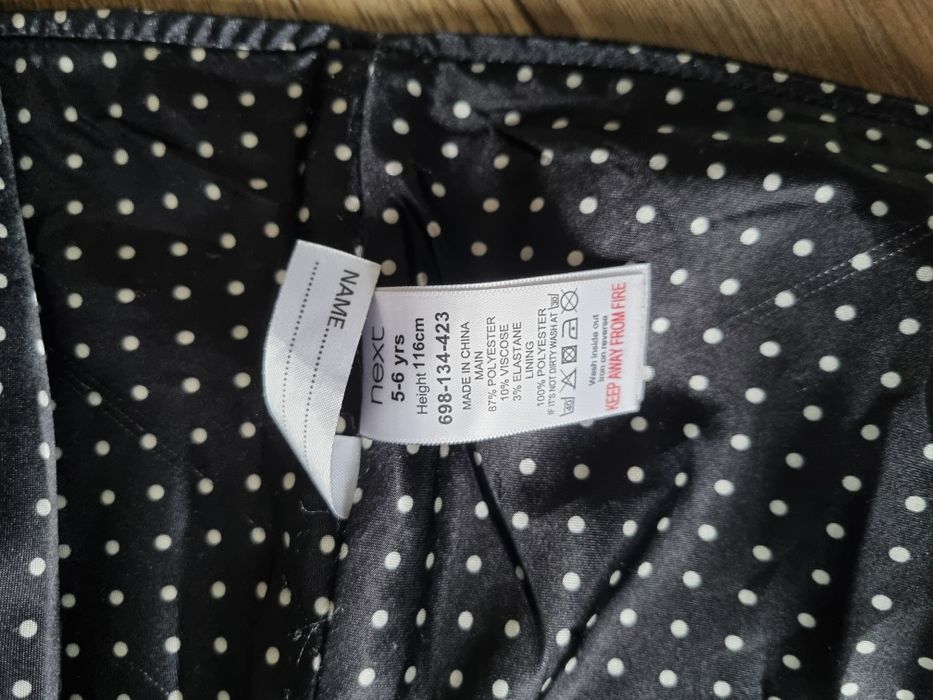 NAME
next
5-6 yrs
Height 116cm
698-134-423
MADE IN CHINA
MAIN
87% POLYESTER
10% VISCOSE
3% ELASTANE
LINING
100% POLYESTER
IF IT'S NOT DIRTY WASH AT 30
40
Wash inside out
Iron on reverse
KEEP AWAY FROM FIRE